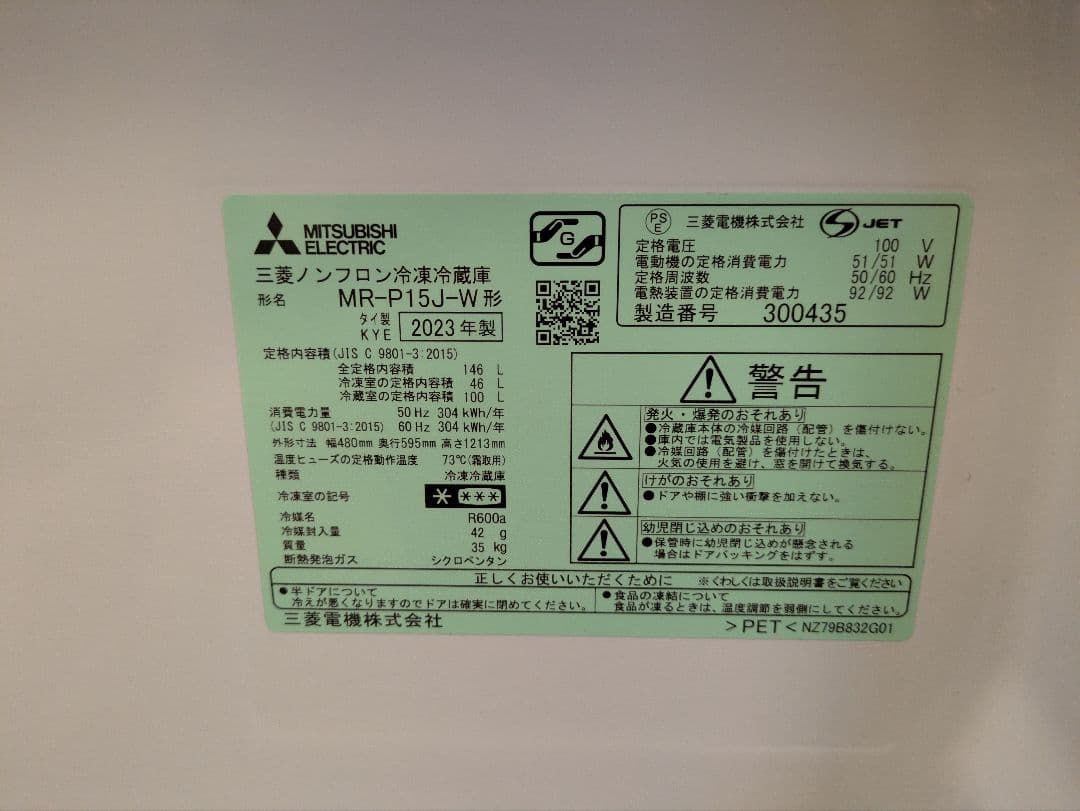 MITSUBISHI
ELECTRIC
三菱ノンフロン冷凍冷蔵庫
形名 MR-P15J-W形
タイ製
KYE 2023年製
定格内容積(JIS C 9801-3:2015)
全定格内容積 146 L
冷凍室の定格内容積 46 L
冷蔵室の定格内容積 100 L
消費電力量 50 Hz 304 kWh/年
(JIS C 9801-3:2015) 60 Hz 304 kWh/年
外形寸法 幅480mm 奥行595mm 高さ1213mm
温度ヒューズの定格動作温度 73℃(霜取用)
種類 冷凍冷蔵庫
冷凍室の記号
冷媒名 R600a
冷媒封入量 42 g
質量 35 kg
断熱発泡ガス シクロペンタン
G
PS
E
三菱電機株式会社 S JET
定格電圧 100 V
電動機の定格消費電力 51/51 W
定格周波数 50/60 Hz
電熱装置の定格消費電力 92/92 W
製造番号 300435
警告
発火・爆発のおそれあり
●冷蔵庫本体の冷媒回路(配管)を傷付けない。
●庫内では電気製品を使用しない。
●冷媒回路(配管)を傷付けたときは、
火気の使用を避け、窓を開けて換気する。
けがのおそれあり
●ドアや棚に強い衝撃を加えない。
幼児閉じ込めのおそれあり
●保管時に幼児閉じ込めが懸念される
場合はドアパッキングをはずす。
正しくお使いいただくために ※くわしくは取扱説明書をご覧ください
●半ドアについて
冷えが悪くなりますのでドアは確実に閉めてください。
●食品の凍結について
食品が凍るときは、温度調節を弱側にしてください。
三菱電機株式会社
>PET< NZ79B832G01